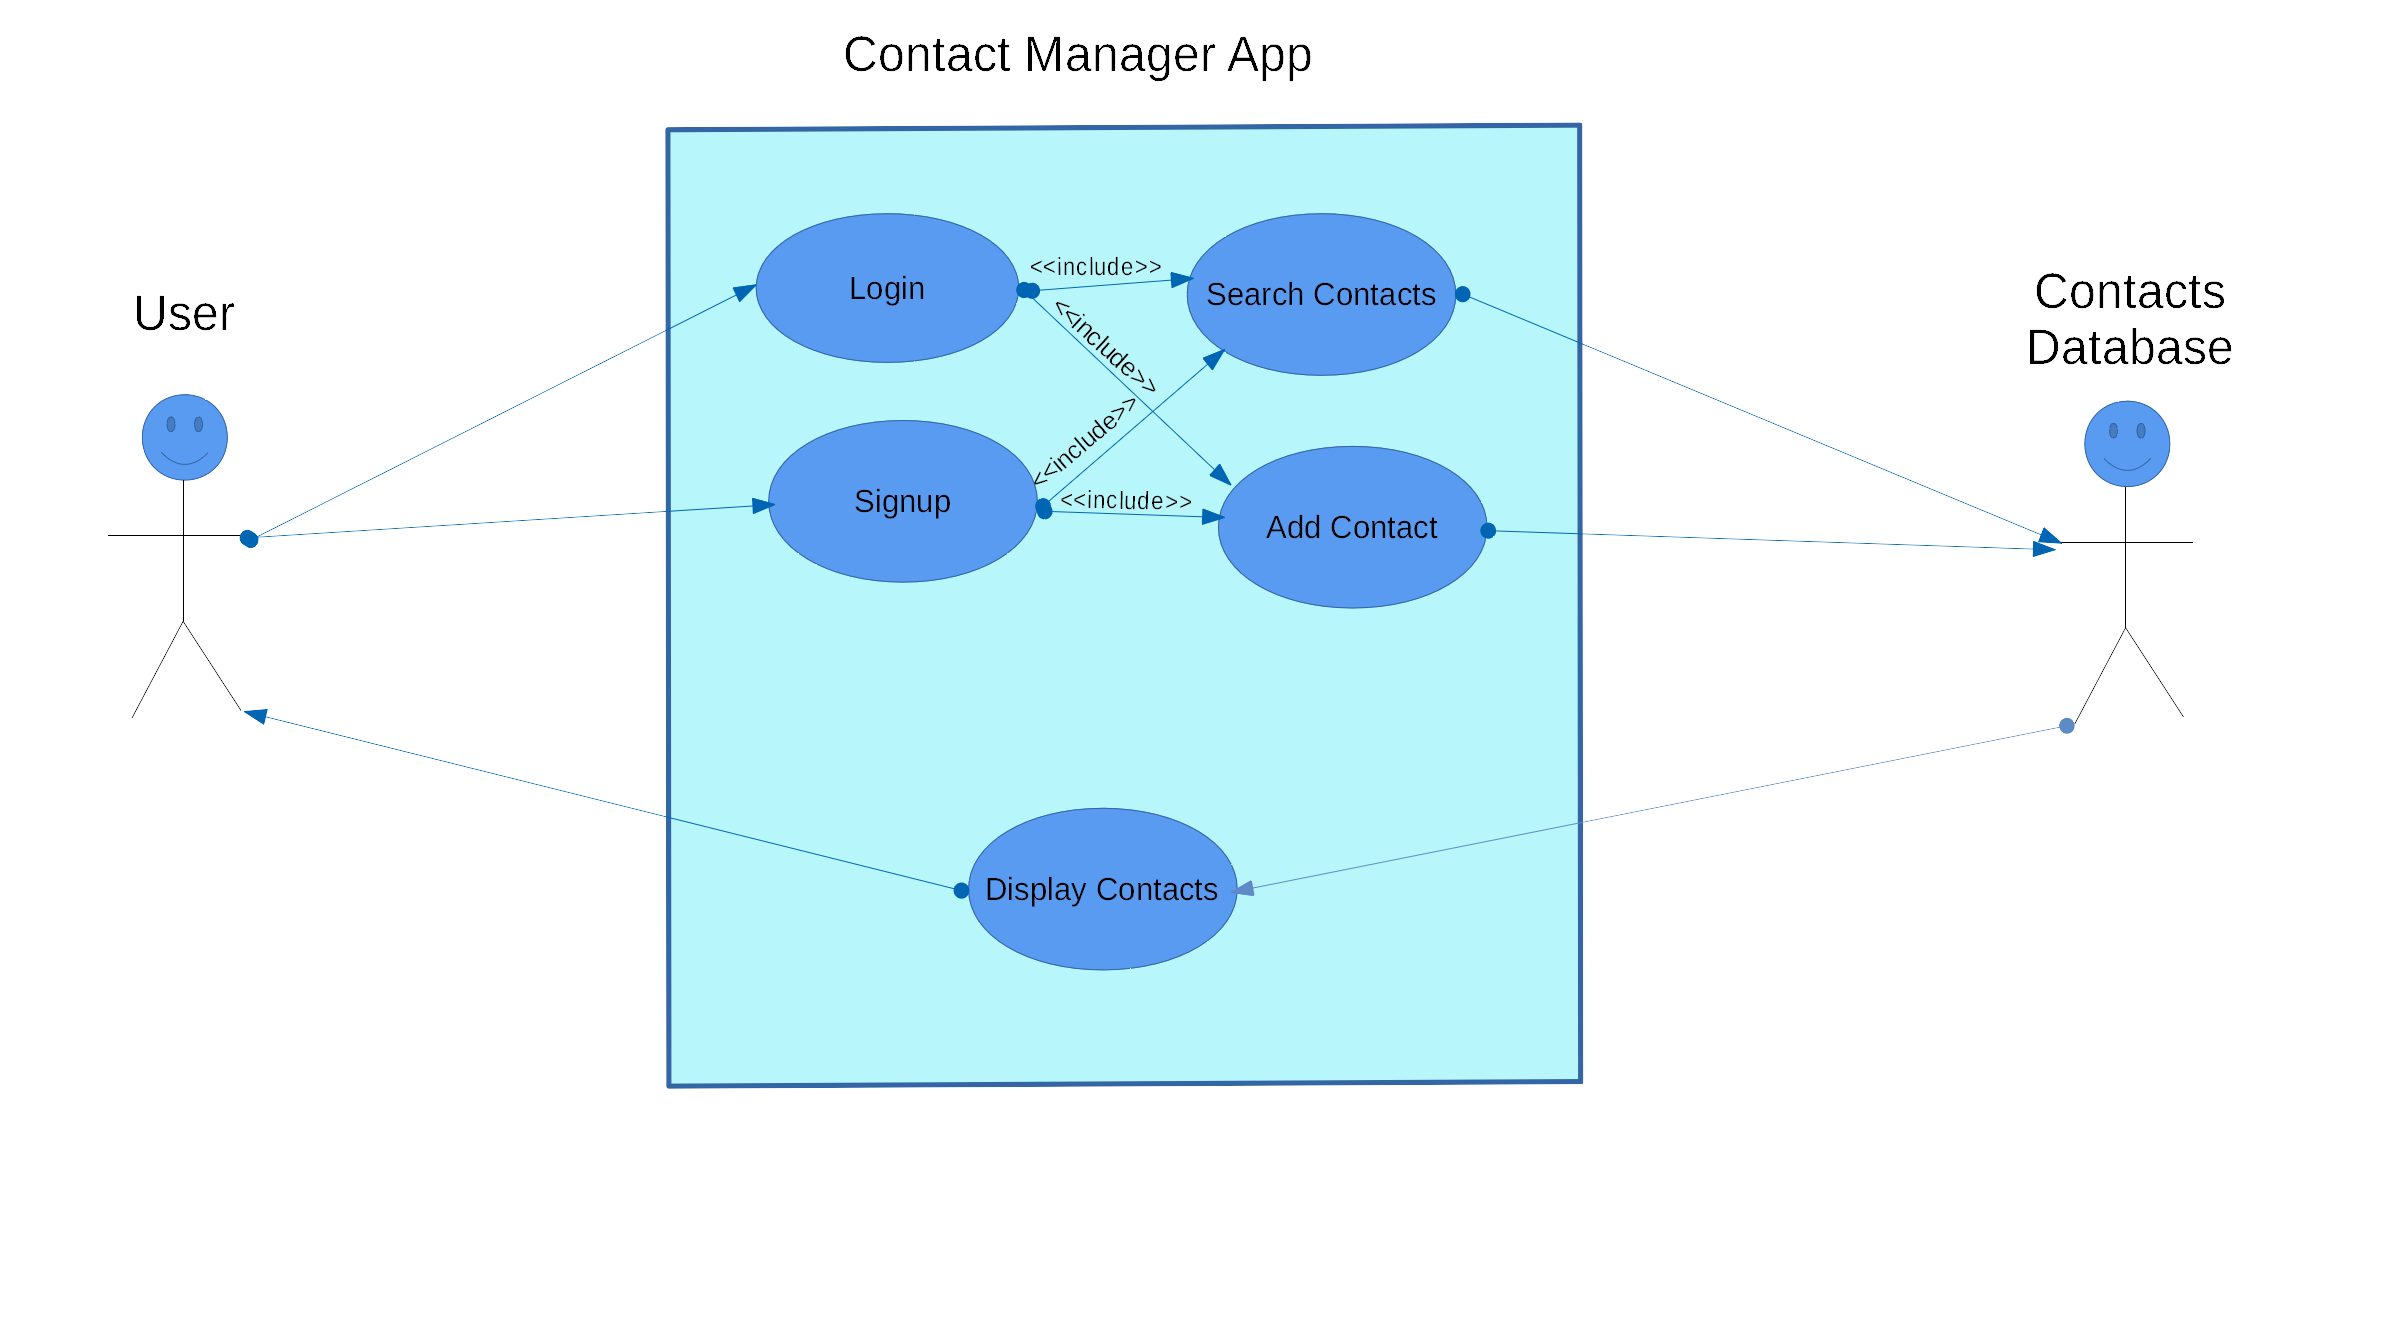 Contact Manager App
User
Contacts
Database
Login
<<include>>
Search Contacts
<<include>>
<<include>>
Signup
<<include>>
Add Contact
Display Contacts